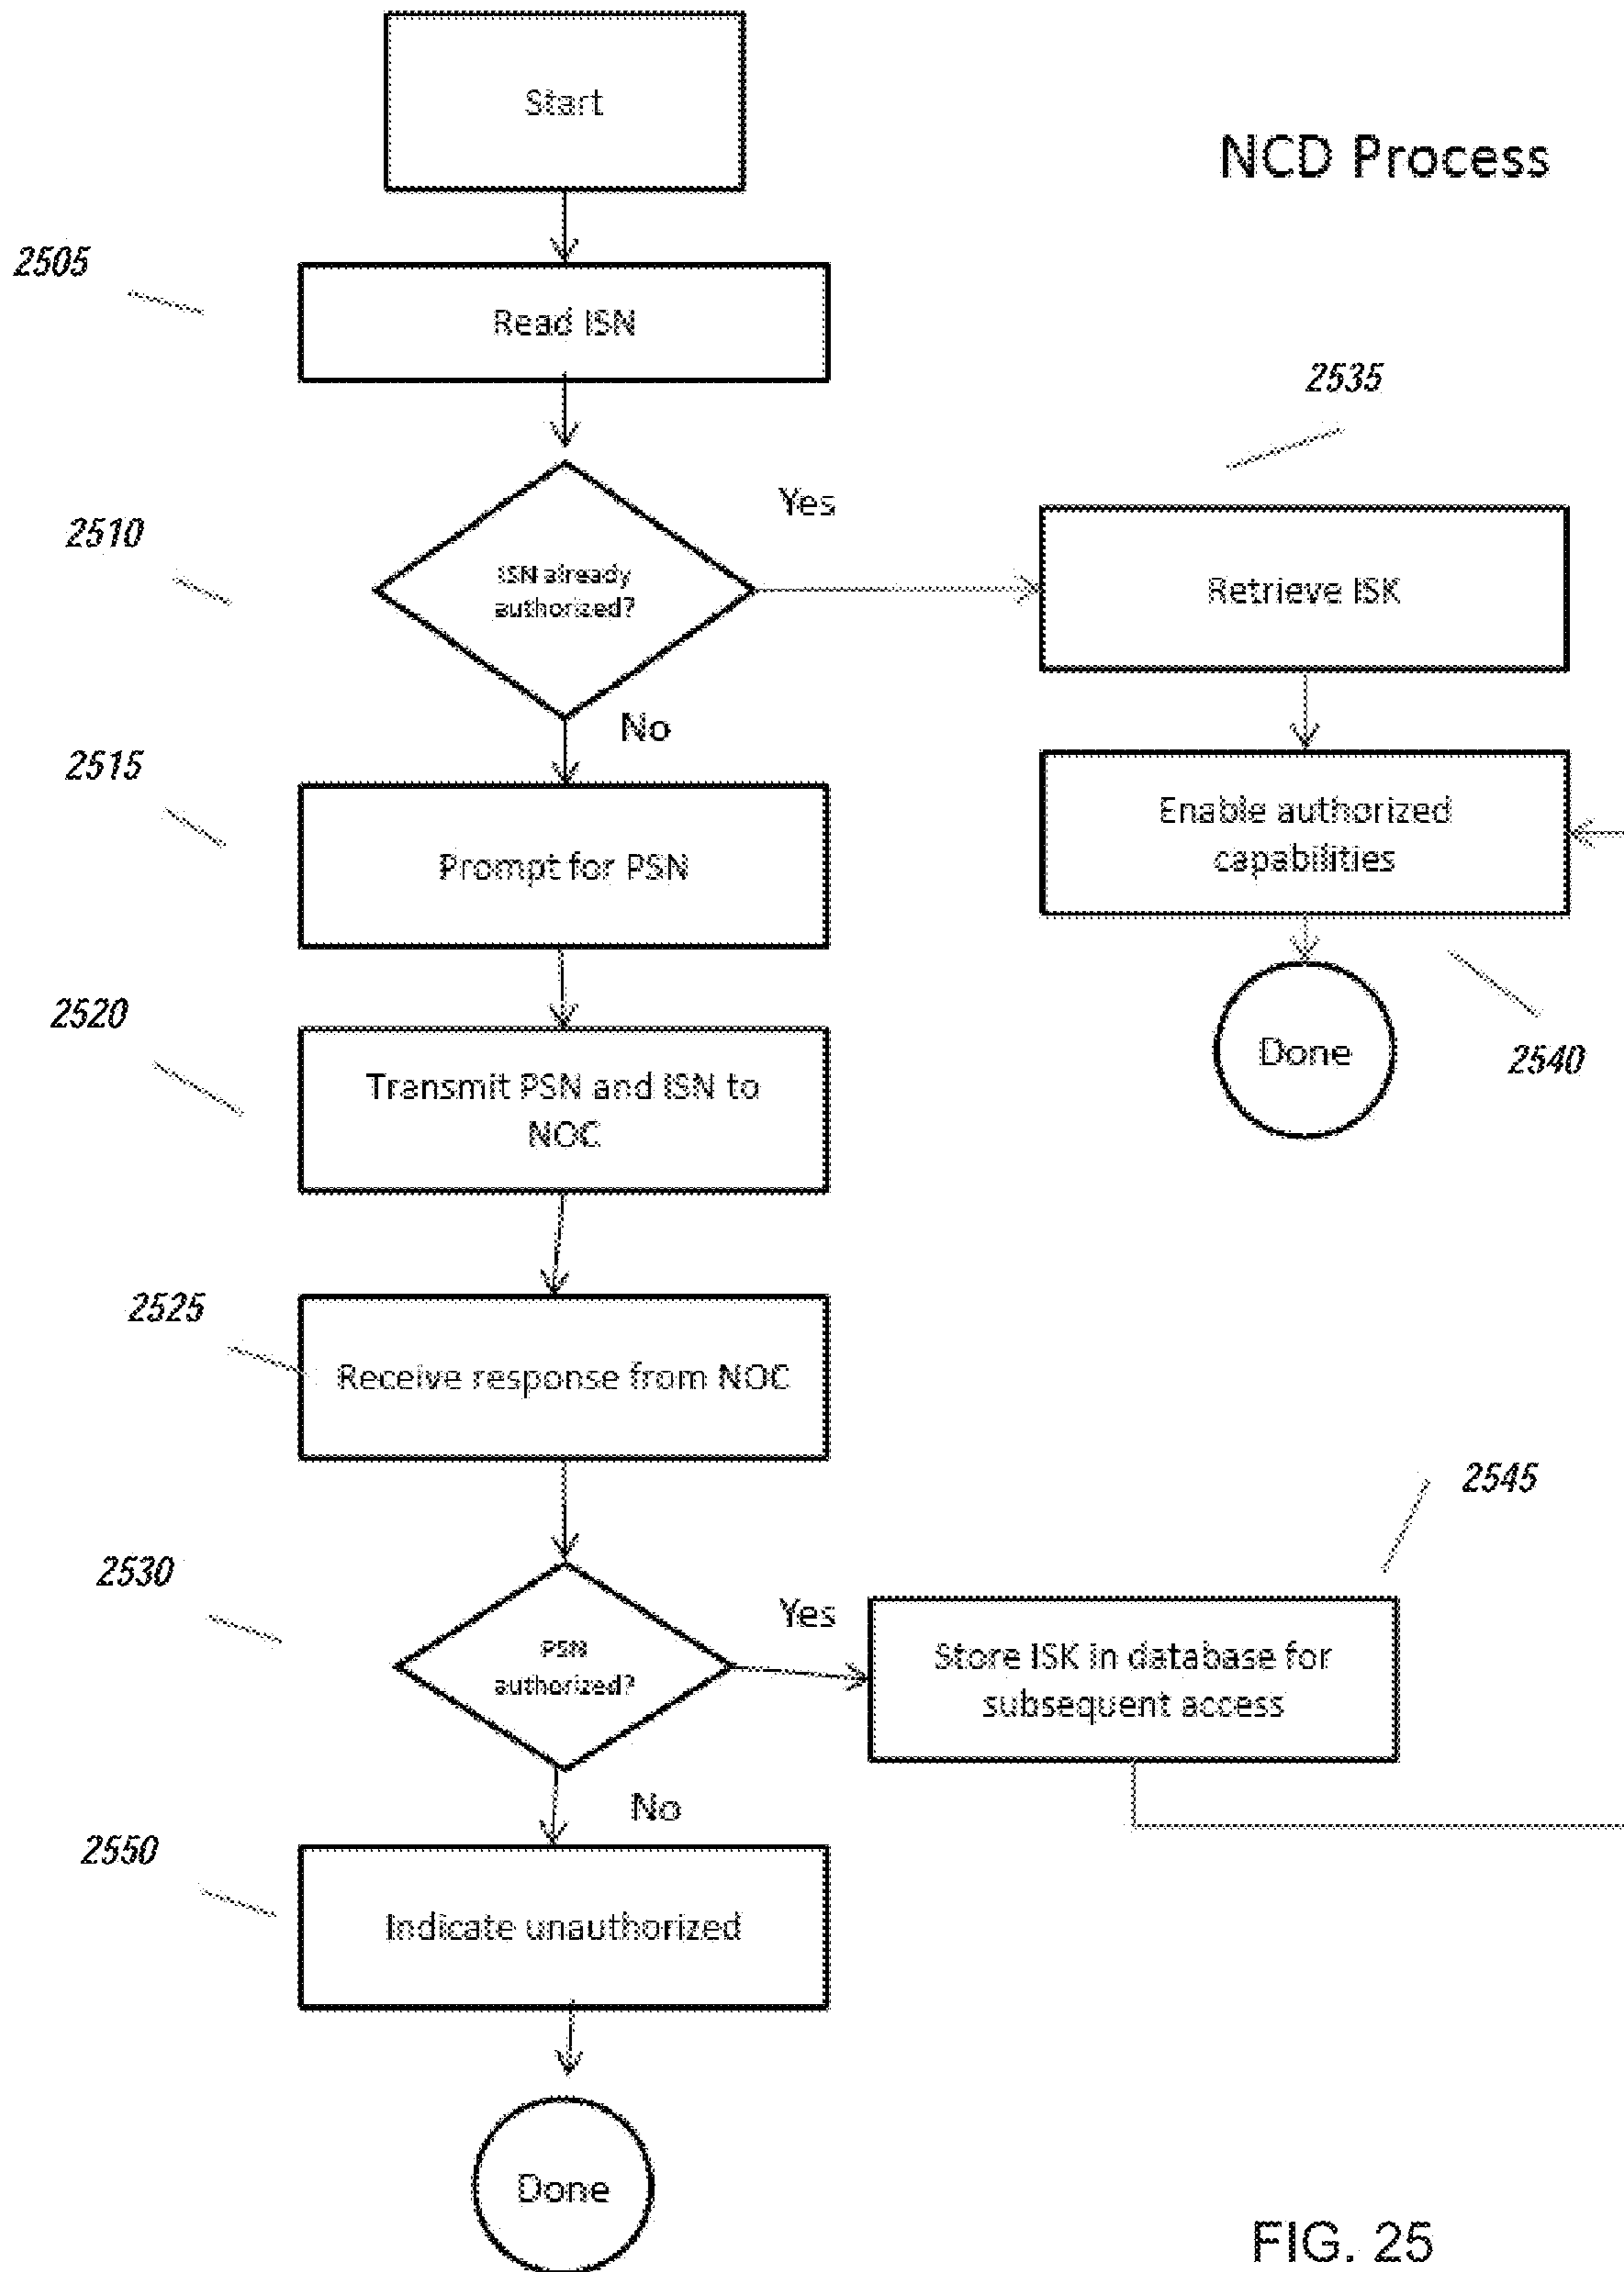 Start
NCD Process
2505
Read ISN
2535
2510
Yes
ISN already
authorized?
Retrieve ISK
No
2515
Prompt for PSN
Enable authorized
capabilities
2520
Transmit PSN and ISN to
NOC
Done
2540
2525
Receive response from NOC
2545
2530
Yes
PSN
authorized?
Store ISK in database for
subsequent access
No
2550
Indicate unauthorized
Done
FIG. 25